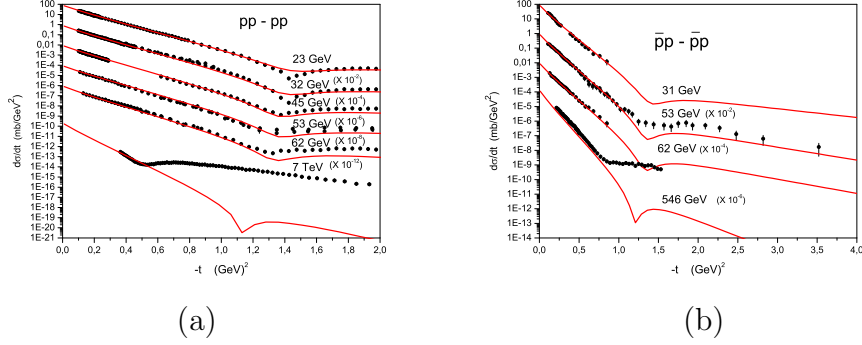 pp - pp
100
10
1
0,1
0,01
1E-3
1E-4
1E-5
1E-6
1E-7
1E-8
1E-9
1E-10
1E-11
1E-12
1E-13
1E-14
1E-15
1E-16
1E-17
1E-18
1E-19
1E-20
1E-21
dσ/dt (mb/GeV²)
23 GeV
32 GeV (X 10⁻²)
45 GeV (X 10⁻⁴)
53 GeV (X 10⁻⁶)
62 GeV (X 10⁻⁸)
7 TeV (X 10⁻¹²)
0,0 0,2 0,4 0,6 0,8 1,0 1,2 1,4 1,6 1,8 2,0
-t (GeV)²
(a)
p̄p - p̄p
100
10
1
0,1
0,01
1E-3
1E-4
1E-5
1E-6
1E-7
1E-8
1E-9
1E-10
1E-11
1E-12
1E-13
1E-14
dσ/dt (mb/GeV²)
31 GeV
53 GeV (X 10⁻²)
62 GeV (X 10⁻⁴)
546 GeV (X 10⁻⁶)
0,0 0,5 1,0 1,5 2,0 2,5 3,0 3,5 4,0
-t (GeV)²
(b)